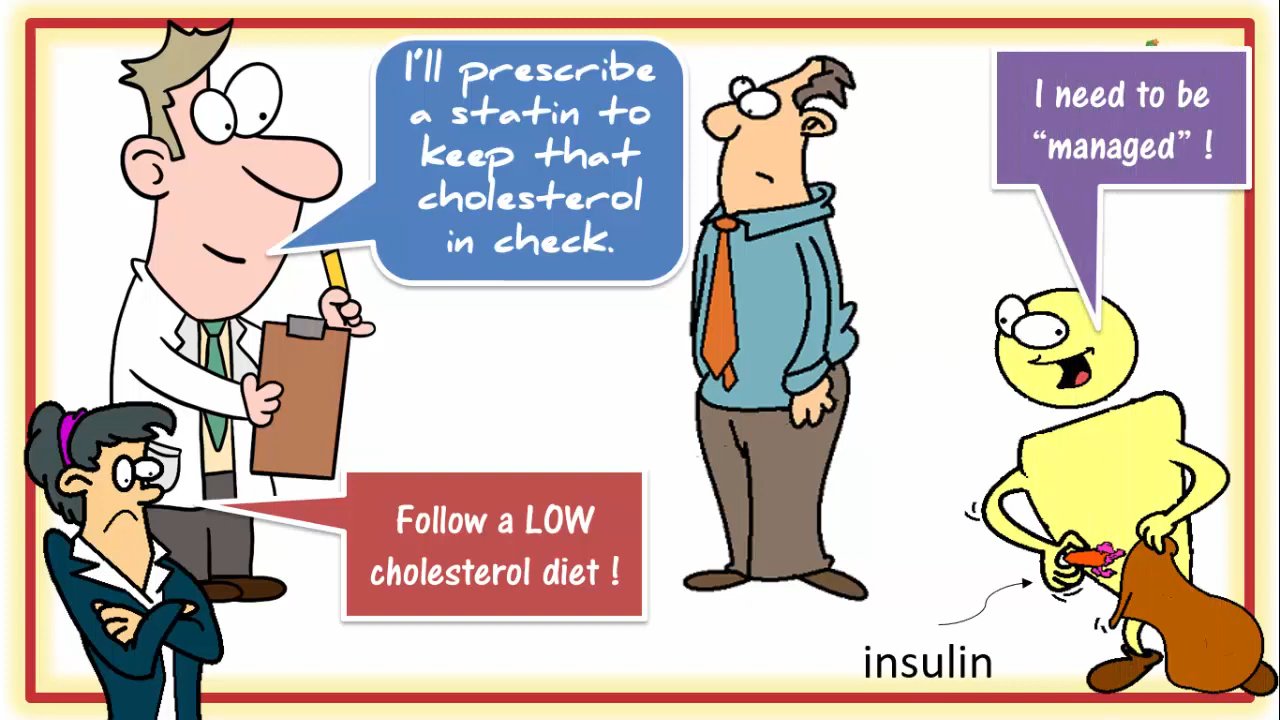 I'll prescribe
a statin to
keep that
cholesterol
in check.
I need to be
“managed” !
Follow a LOW
cholesterol diet !
insulin